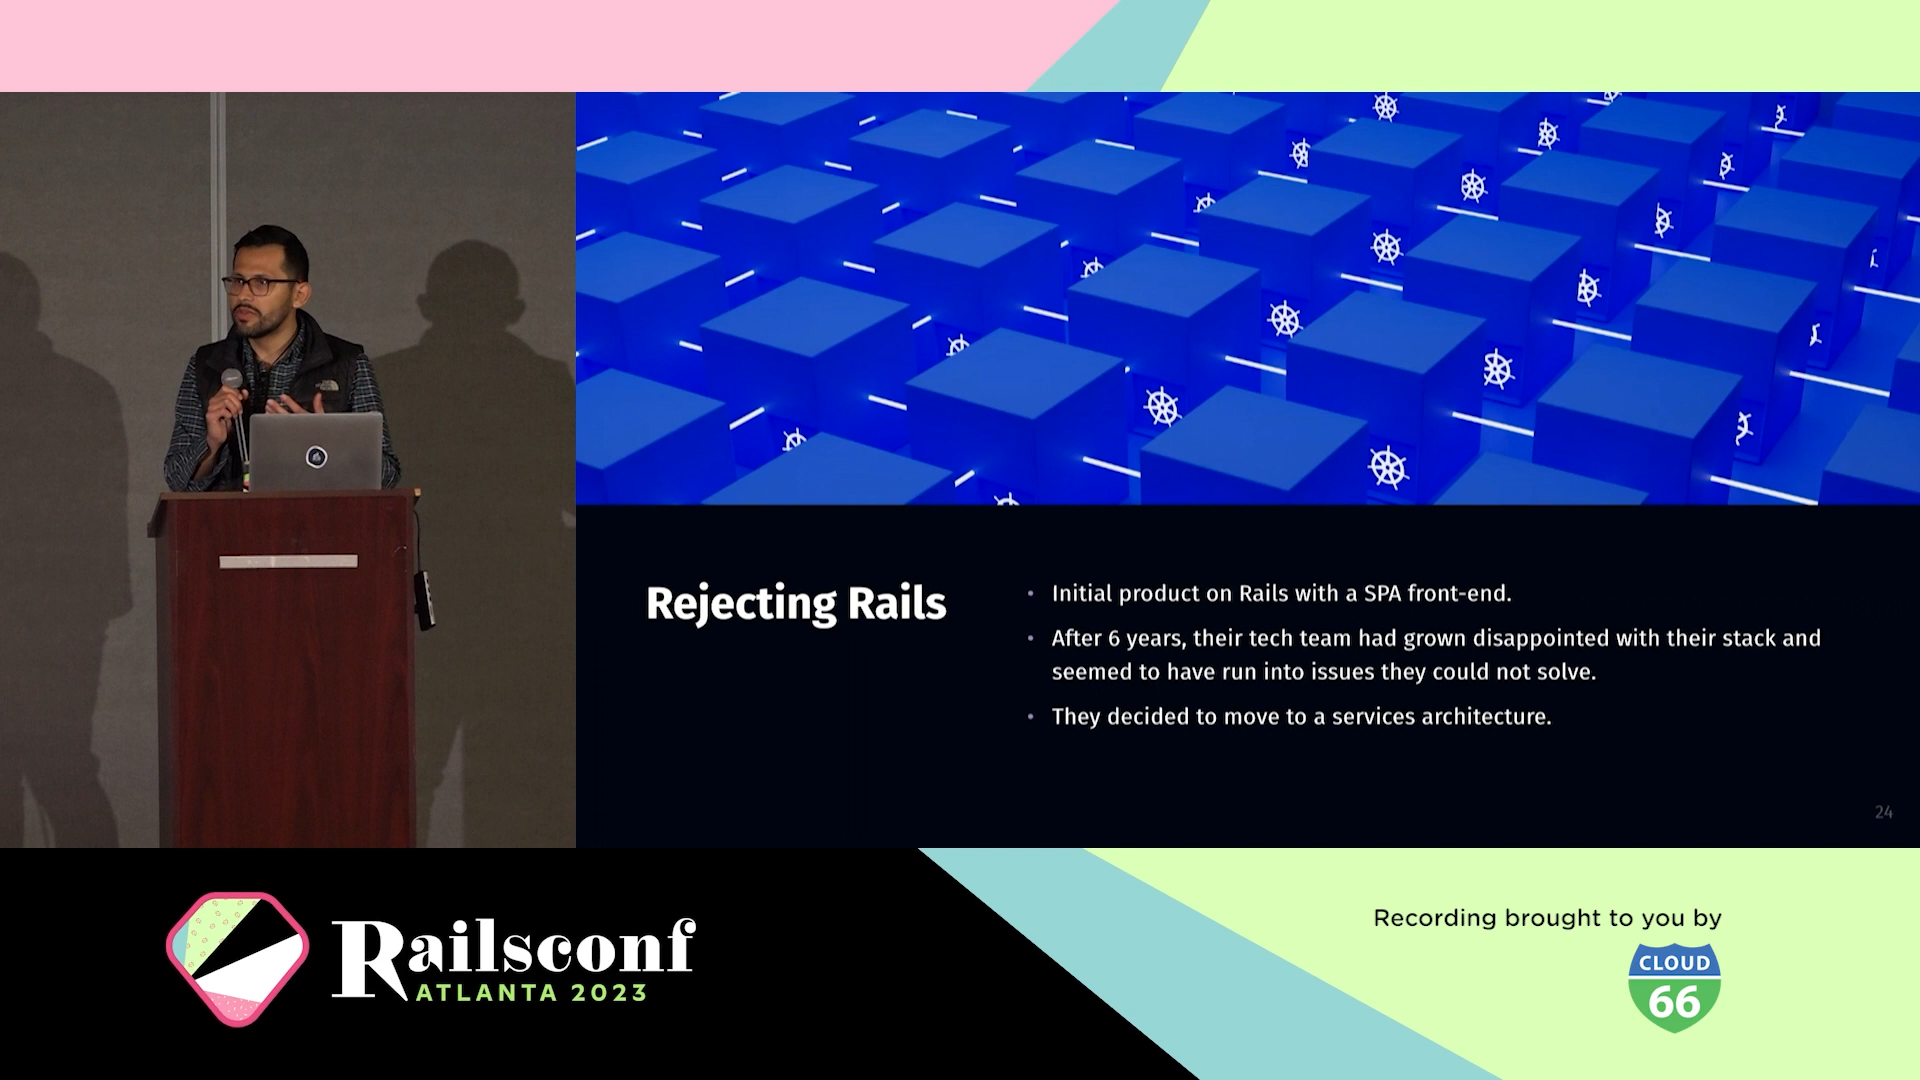 Rejecting Rails
• Initial product on Rails with a SPA front-end.
• After 6 years, their tech team had grown disappointed with their stack and
seemed to have run into issues they could not solve.
• They decided to move to a services architecture.
24
Railsconf
ATLANTA 2023
Recording brought to you by
CLOUD
66